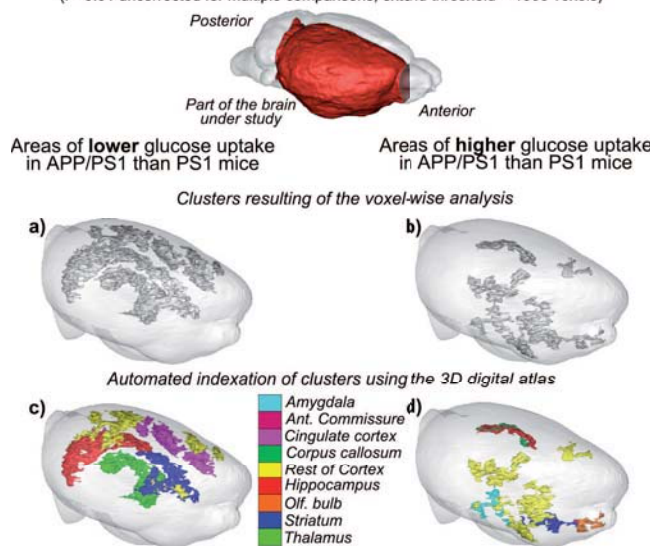 Posterior
Part of the brain
under study
Anterior
Areas of lower glucose uptake
in APP/PS1 than PS1 mice
Areas of higher glucose uptake
in APP/PS1 than PS1 mice
Clusters resulting of the voxel-wise analysis
a)
b)
Automated indexation of clusters using the 3D digital atlas
c)
Amygdala
Ant. Commissure
Cingulate cortex
Corpus callosum
Rest of Cortex
Hippocampus
Olf. bulb
Striatum
Thalamus
d)